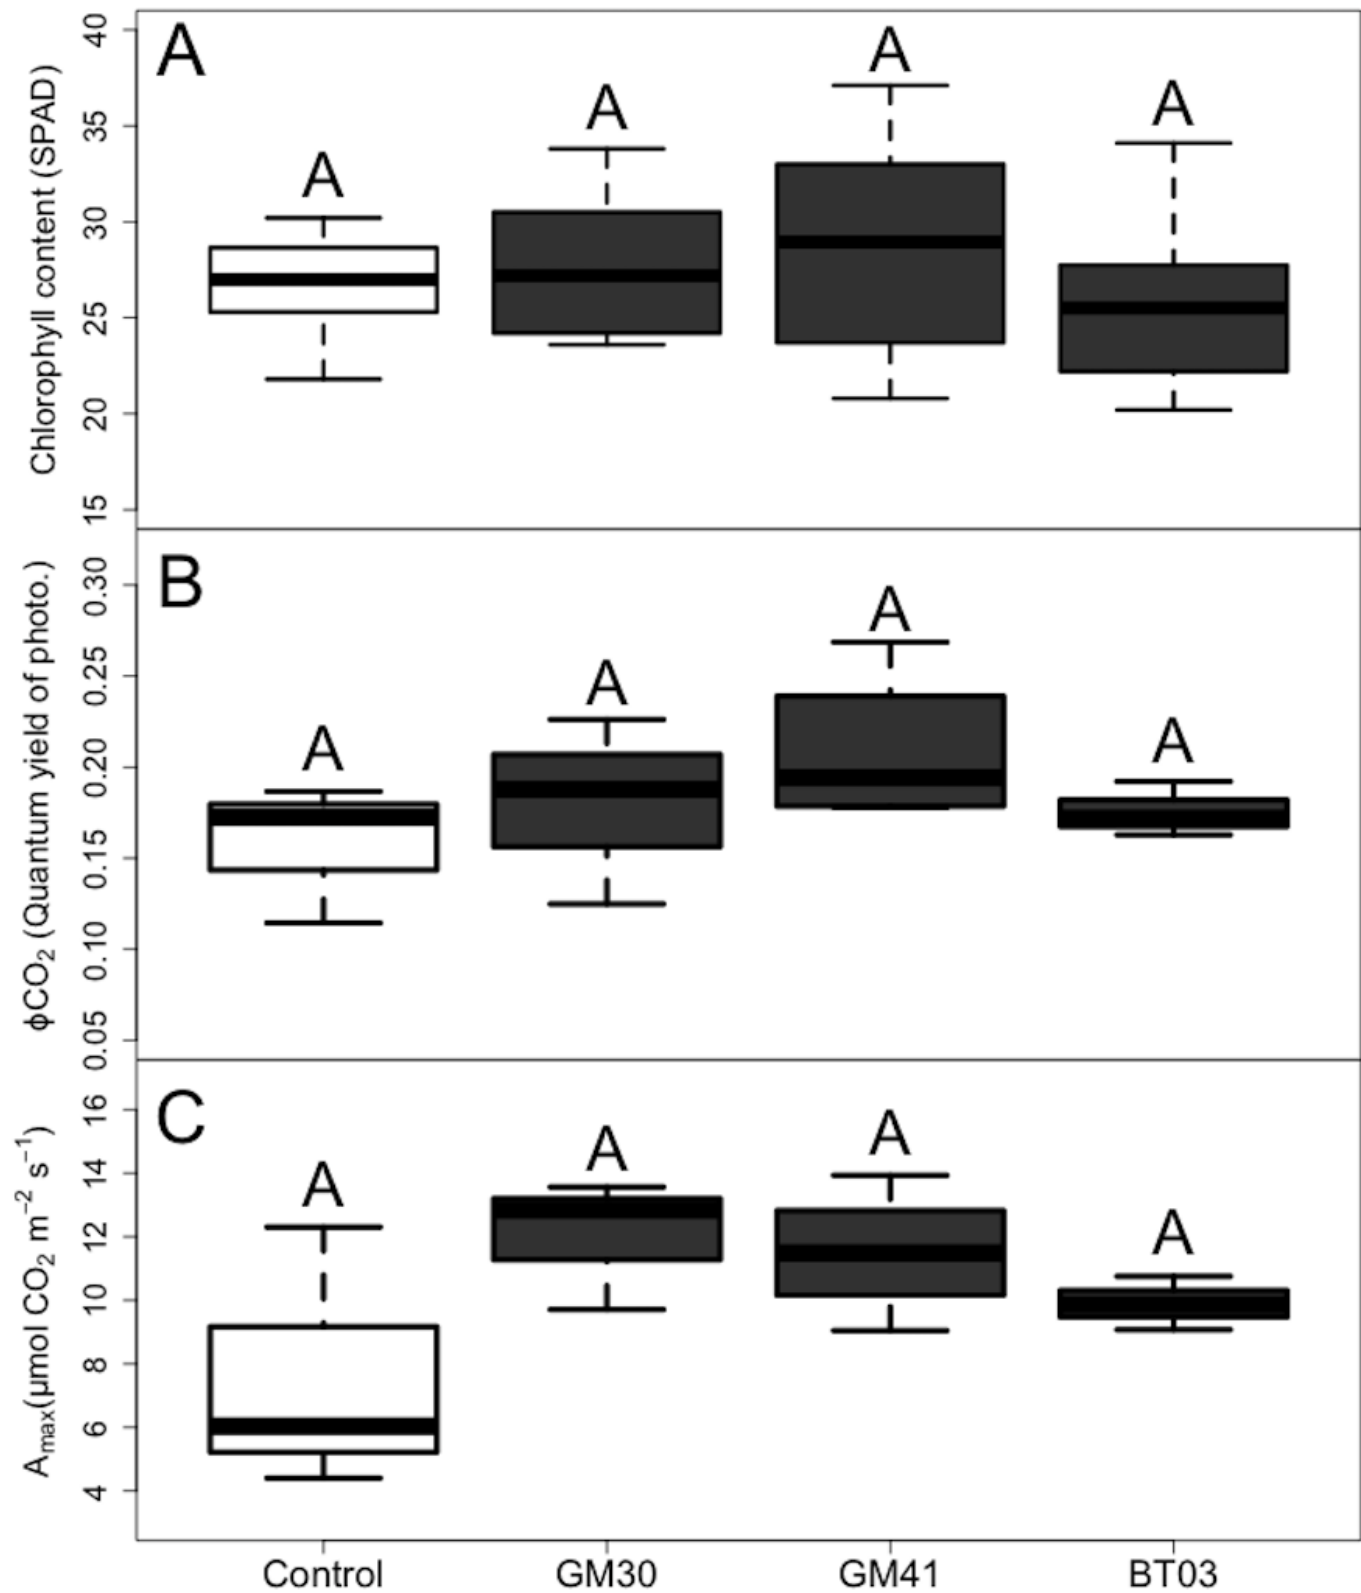 A
Chlorophyll content (SPAD)
40
35
30
25
20
15
A
A
A
A
B
ϕCO₂ (Quantum yield of photo.)
0.30
0.25
0.20
0.15
0.10
0.05
A
A
A
A
C
Aₘₐₓ(µmol CO₂ m⁻² s⁻¹)
16
14
12
10
8
6
4
A
A
A
A
Control
GM30
GM41
BT03